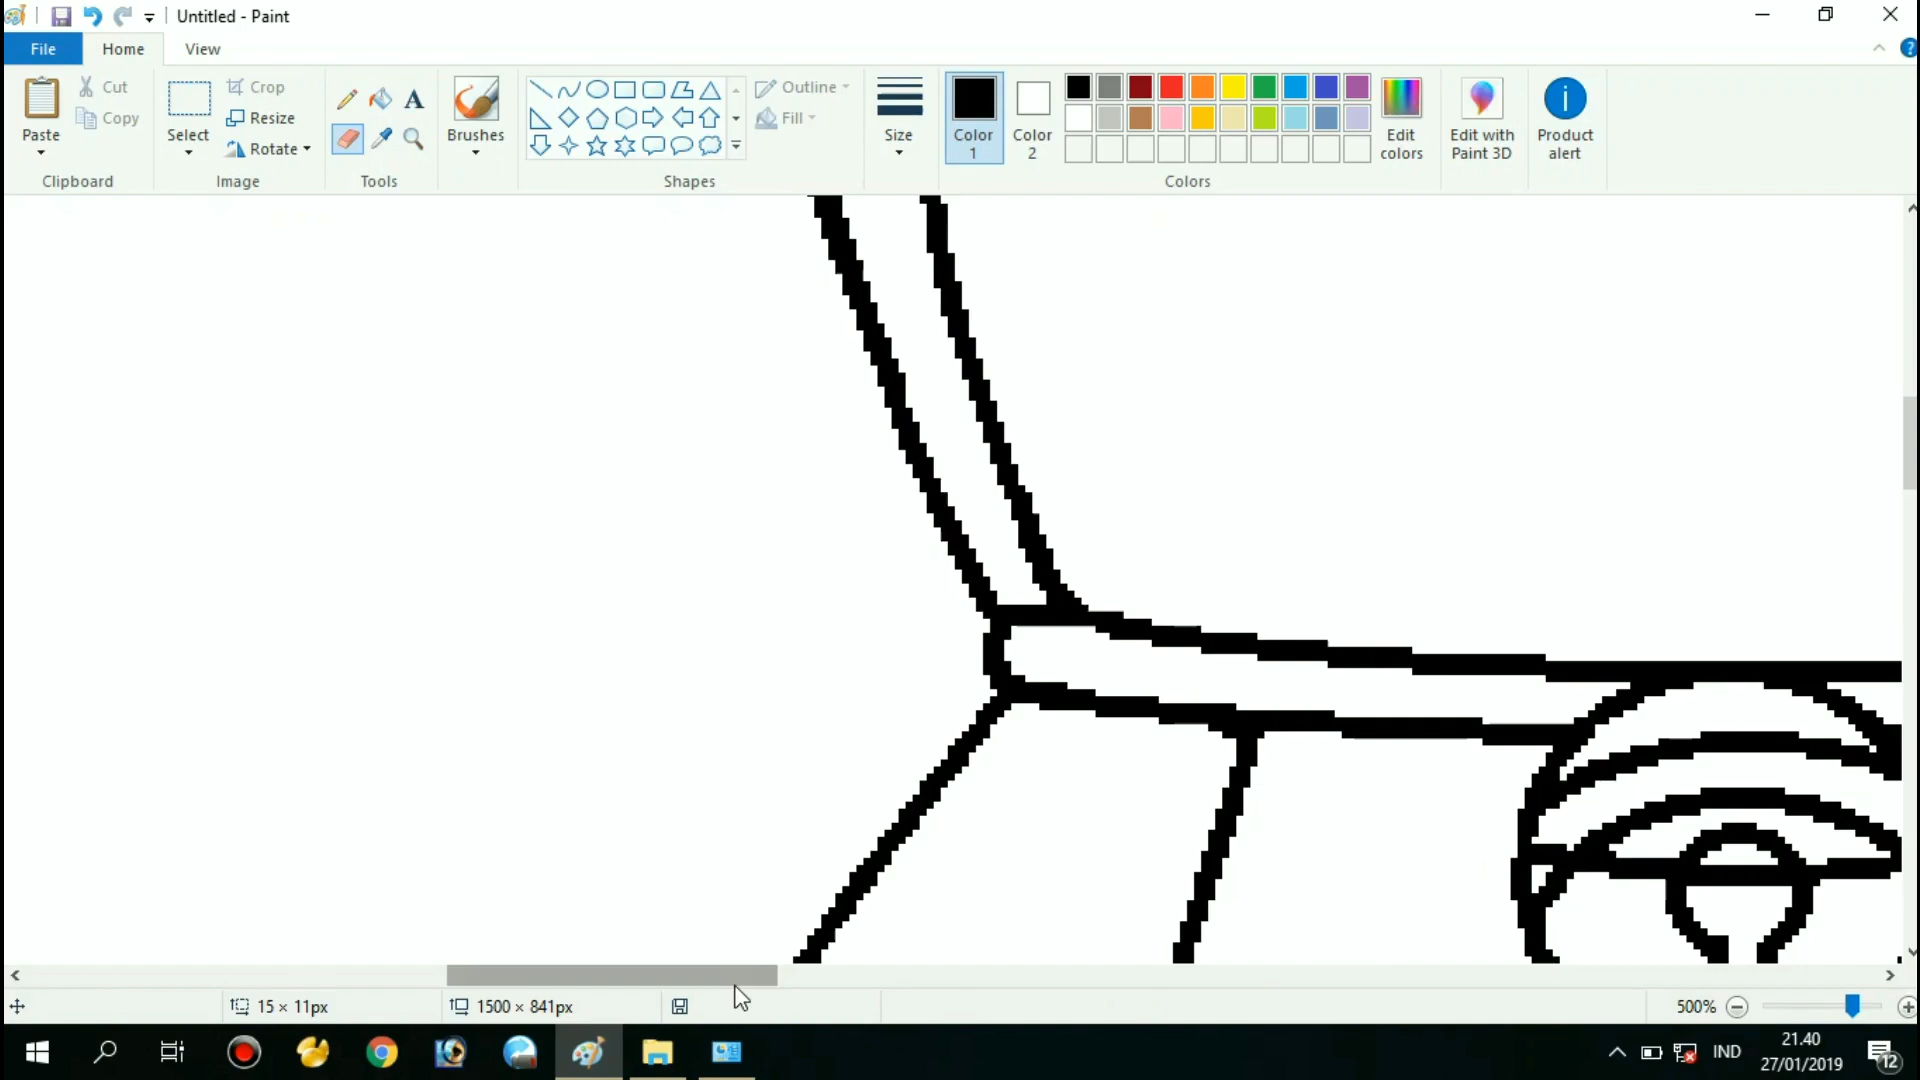 Untitled - Paint
File Home View
Paste
Cut
Copy
Clipboard
Select
Crop
Resize
Rotate
Image
A
Tools
Brushes
Shapes
Outline
Fill
Size
Color 1
Color 2
Edit colors
Colors
Edit with Paint 3D
Product alert
15 × 11px
1500 × 841px
500%
IND
21.40
27/01/2019
12